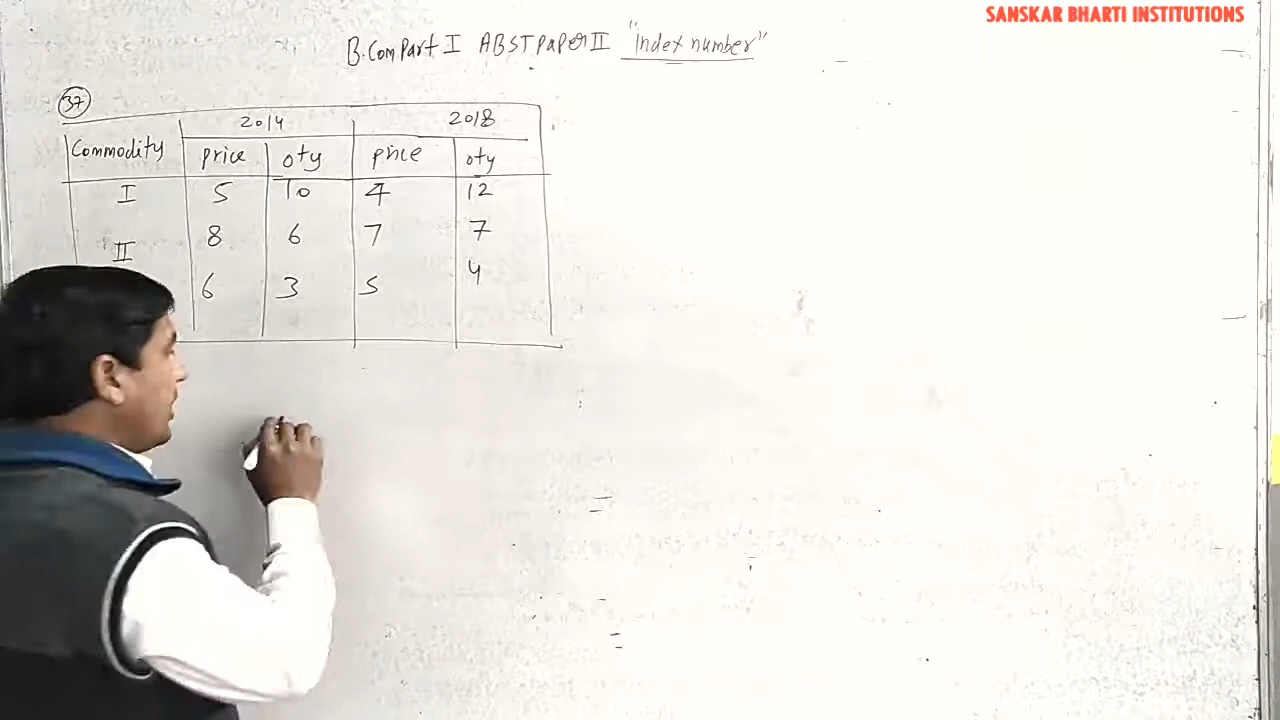 SANSKAR BHARTI INSTITUTIONS
B.Com Part I ABST Paper II "Index number"
37
2014 2018
Commodity price Qty price Qty
I 5 10 4 12
II 8 6 7 7
6 3 5 4